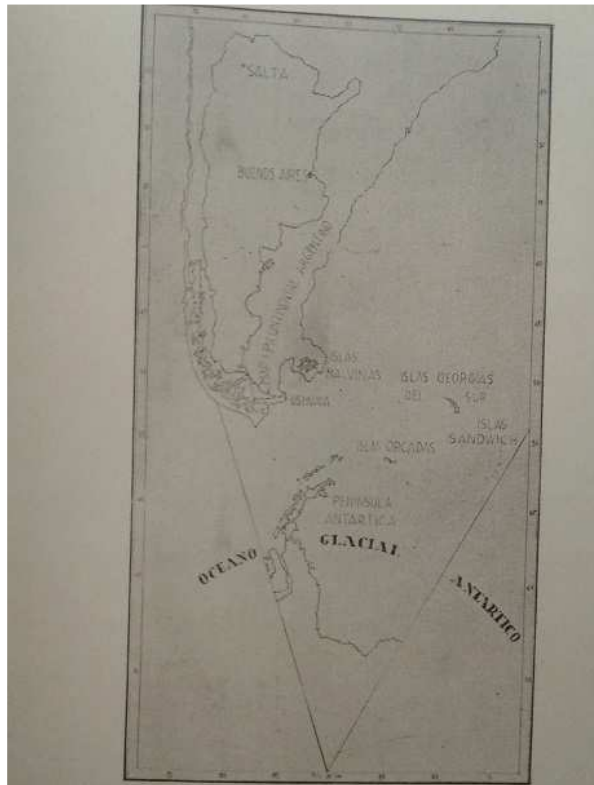 SALTA
BUENOS AIRES
ARGENTINO
ISLAS
MALVINAS
ISLAS GEORGIAS
DEL SUR
USHUAIA
ISLAS
SANDWICH
ISLAS ORCADAS
PENINSULA
ANTARTICA
OCEANO
GLACIAL
ANTARTICO